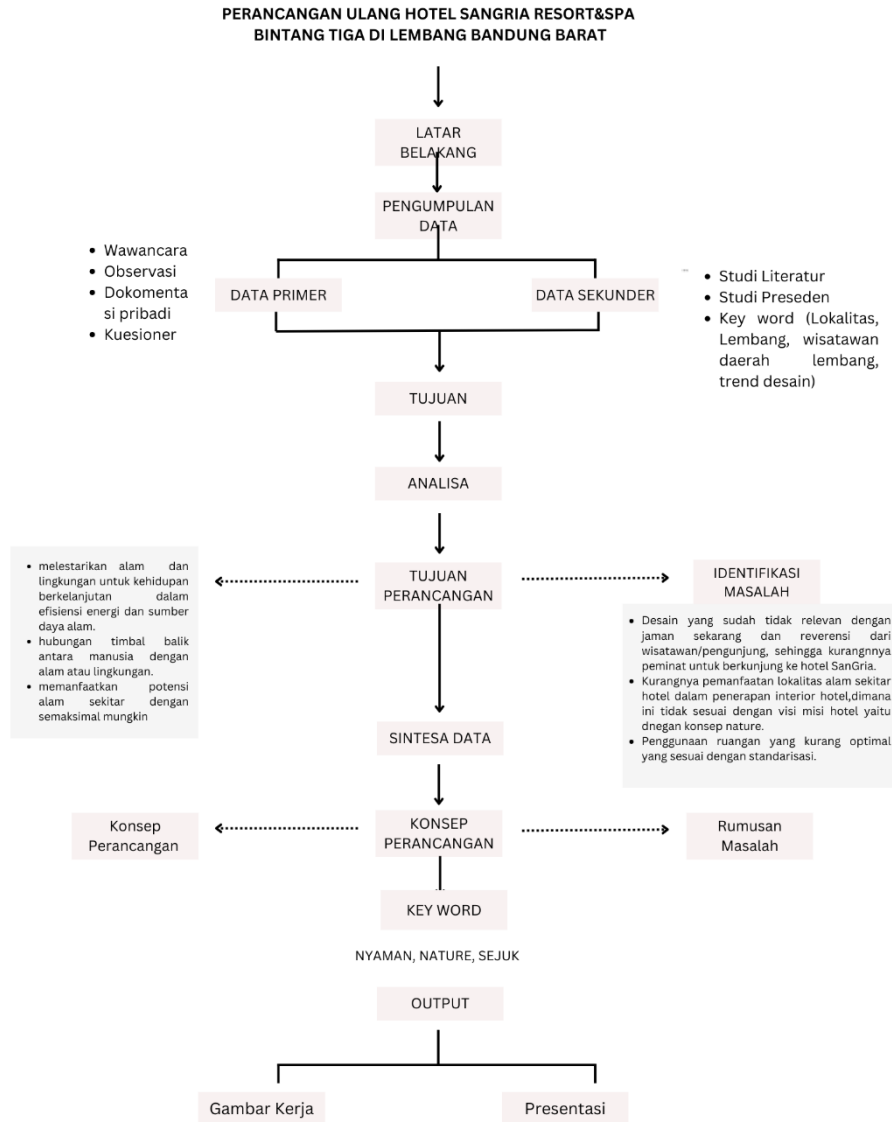 PERANCANGAN ULANG HOTEL SANGRIA RESORT&SPA
BINTANG TIGA DI LEMBANG BANDUNG BARAT
LATAR
BELAKANG
PENGUMPULAN
DATA
• Wawancara
• Observasi
• Dokomenta
si pribadi
• Kuesioner
DATA PRIMER
DATA SEKUNDER
• Studi Literatur
• Studi Preseden
• Key word (Lokalitas,
Lembang, wisatawan
daerah lembang,
trend desain)
TUJUAN
ANALISA
• melestarikan alam dan
lingkungan untuk kehidupan
berkelanjutan dalam
efisiensi energi dan sumber
daya alam.
• hubungan timbal balik
antara manusia dengan
alam atau lingkungan.
• memanfaatkan potensi
alam sekitar dengan
semaksimal mungkin
TUJUAN
PERANCANGAN
IDENTIFIKASI
MASALAH
• Desain yang sudah tidak relevan dengan
jaman sekarang dan reverensi dari
wisatawan/pengunjung, sehingga kurangnnya
peminat untuk berkunjung ke hotel SanGria.
• Kurangnya pemanfaatan lokalitas alam sekitar
hotel dalam penerapan interior hotel,dimana
ini tidak sesuai dengan visi misi hotel yaitu
dnegan konsep nature.
• Penggunaan ruangan yang kurang optimal
yang sesuai dengan standarisasi.
SINTESA DATA
Konsep
Perancangan
KONSEP
PERANCANGAN
Rumusan
Masalah
KEY WORD
NYAMAN, NATURE, SEJUK
OUTPUT
Gambar Kerja
Presentasi